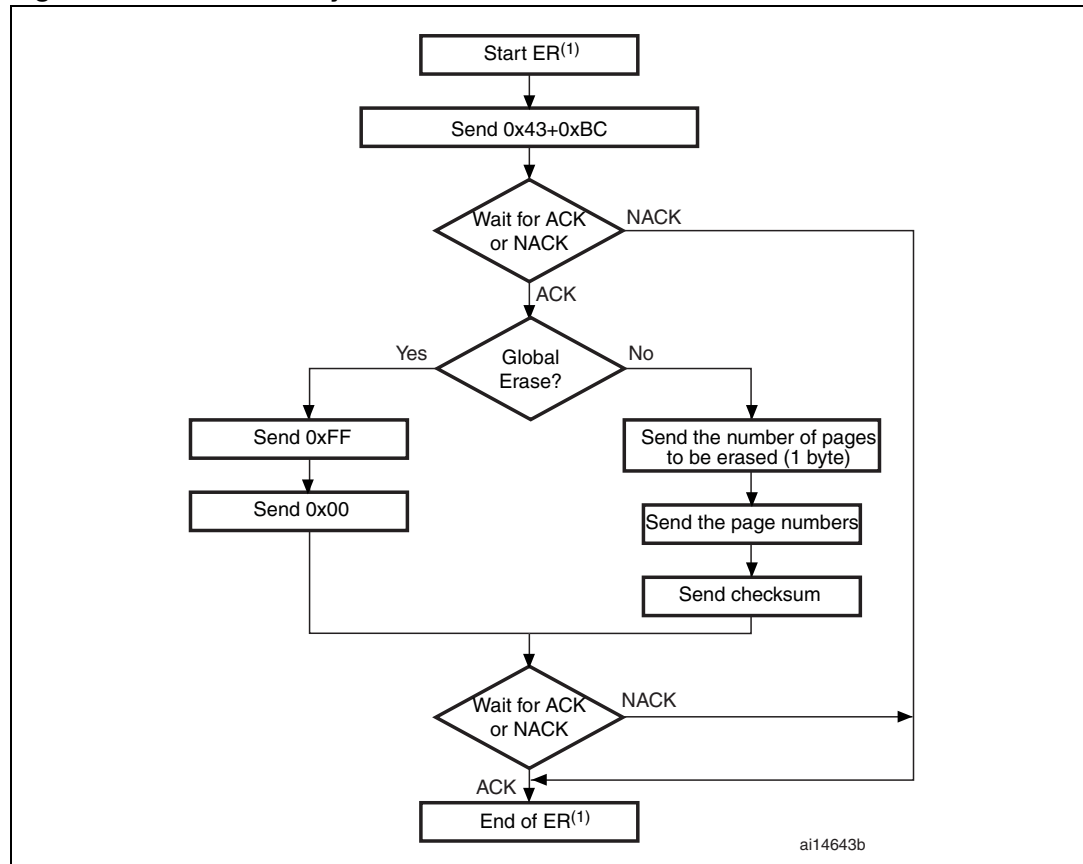 Start ER(1)
Send 0x43+0xBC
Wait for ACK
or NACK
NACK
ACK
Global
Erase?
Yes
No
Send 0xFF
Send 0x00
Send the number of pages
to be erased (1 byte)
Send the page numbers
Send checksum
Wait for ACK
or NACK
NACK
ACK
End of ER(1)
ai14643b